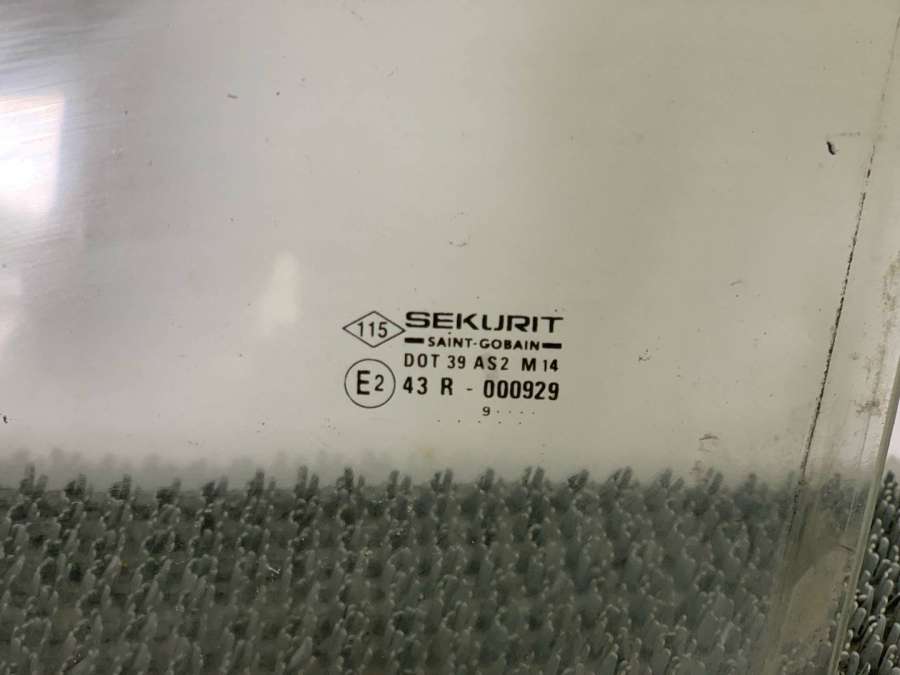 115 SEKURIT
SAINT-GOBAIN
DOT 39 AS2 M14
E2 43 R - 000929
9 ....